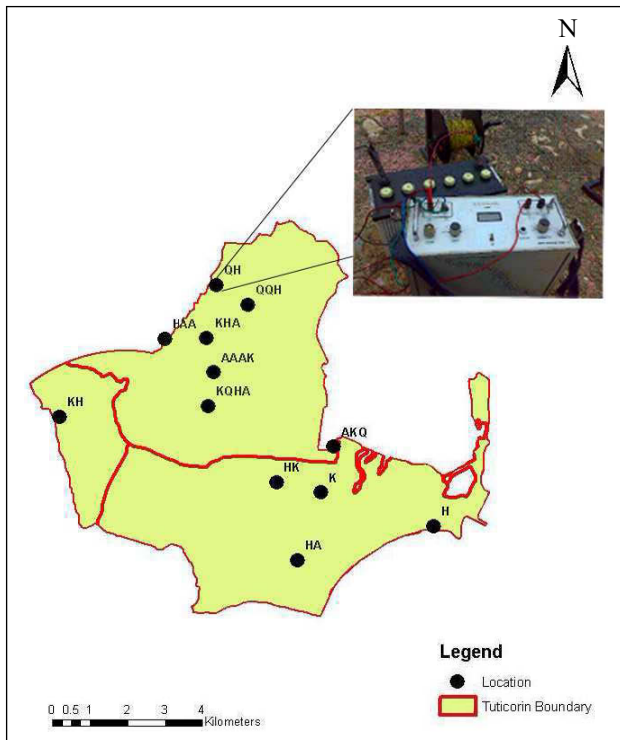 N
QH
QQH
HAA
KHA
AAAK
KH
KQHA
AKQ
HK
K
H
HA
Legend
Location
Tuticorin Boundary
0 0.5 1 2 3 4
Kilometers